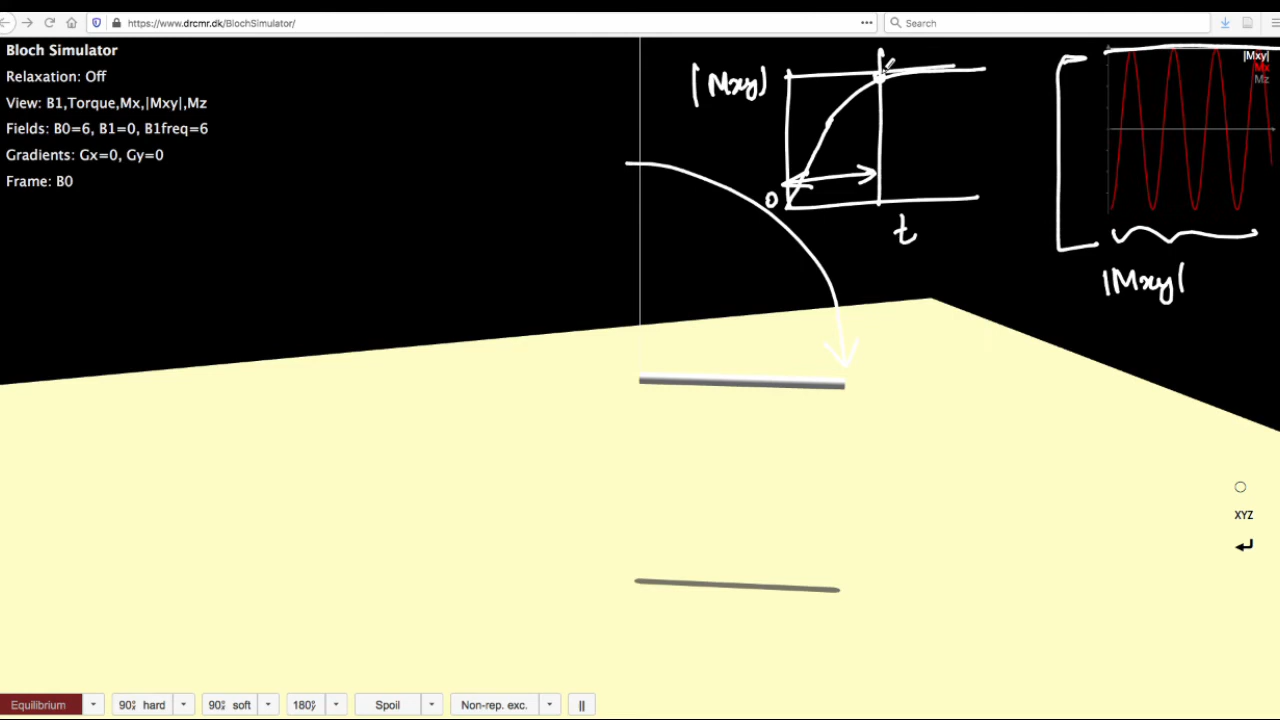 https://www.drcmr.dk/BlochSimulator/
Search
Bloch Simulator
Relaxation: Off
View: B1,Torque,Mx,|Mxy|,Mz
Fields: B0=6, B1=0, B1freq=6
Gradients: Gx=0, Gy=0
Frame: B0
|Mxy|
0
t
|Mxy|
Mx
Mz
|Mxy|
XYZ
Equilibrium
90° hard
90° soft
180°
Spoil
Non-rep. exc.
||